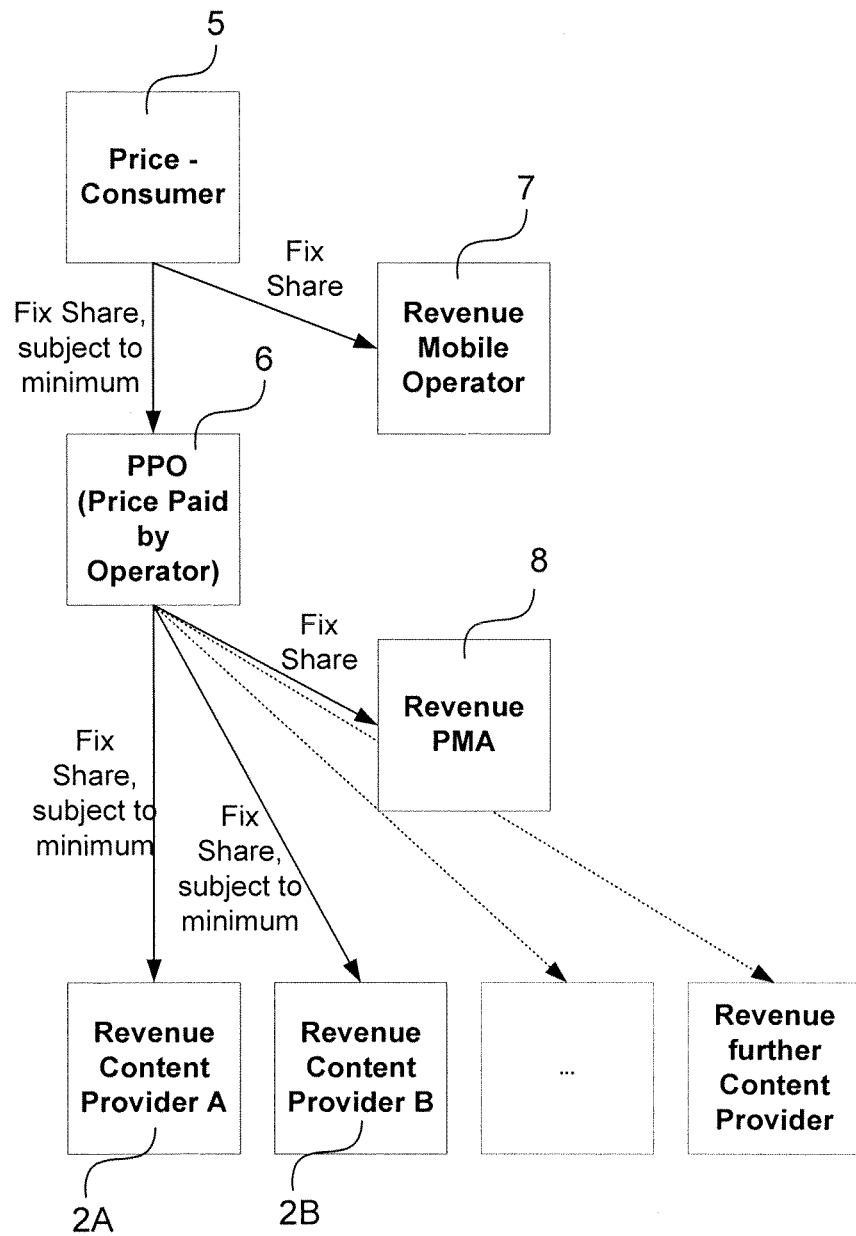 5
Price -
Consumer
7
Fix
Share
Revenue
Mobile
Operator
Fix Share,
subject to
minimum
6
PPO
(Price Paid
by
Operator)
8
Fix
Share
Revenue
PMA
Fix
Share,
subject to
minimum
Fix
Share,
subject to
minimum
Revenue
Content
Provider A
Revenue
Content
Provider B
...
Revenue
further
Content
Provider
2A
2B